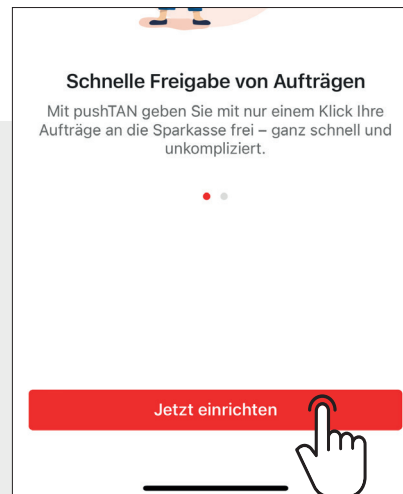 Schnelle Freigabe von Aufträgen
Mit pushTAN geben Sie mit nur einem Klick Ihre
Aufträge an die Sparkasse frei – ganz schnell und
unkompliziert.
Jetzt einrichten